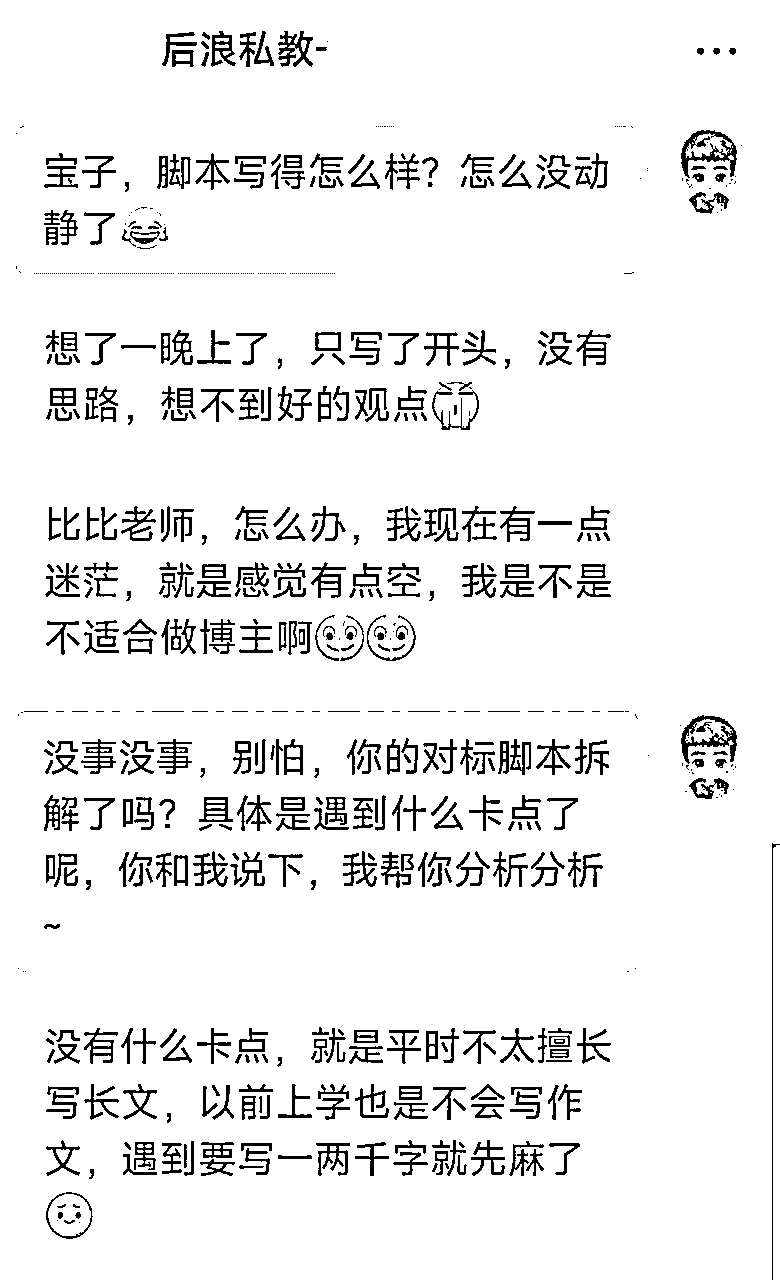 后浪私教-
宝子，脚本写得怎么样？怎么没动
静了😂
想了一晚上了，只写了开头，没有
思路，想不到好的观点
比比老师，怎么办，我现在有一点
迷茫，就是感觉有点空，我是不是
不适合做博主啊
没事没事，别怕，你的对标脚本拆
解了吗？具体是遇到什么卡点了
呢，你和我说下，我帮你分析分析
~
没有什么卡点，就是平时不太擅长
写长文，以前上学也是不会写作
文，遇到要写一两千字就先麻了